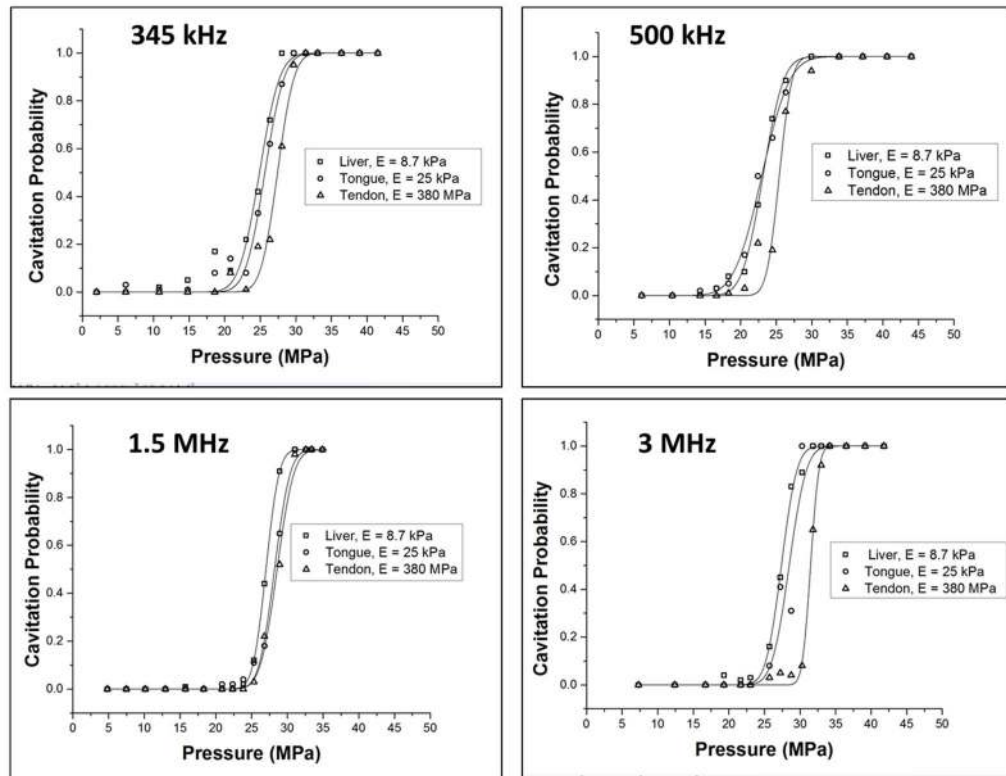 345 kHz
1.0
0.8
0.6
0.4
0.2
0.0
Cavitation Probability
Liver, E = 8.7 kPa
Tongue, E = 25 kPa
Tendon, E = 380 MPa
0 5 10 15 20 25 30 35 40 45 50
Pressure (MPa)
500 kHz
1.0
0.8
0.6
0.4
0.2
0.0
Cavitation Probability
Liver, E = 8.7 kPa
Tongue, E = 25 kPa
Tendon, E = 380 MPa
0 5 10 15 20 25 30 35 40 45 50
Pressure (MPa)
1.5 MHz
1.0
0.8
0.6
0.4
0.2
0.0
Cavitation Probability
Liver, E = 8.7 kPa
Tongue, E = 25 kPa
Tendon, E = 380 MPa
0 5 10 15 20 25 30 35 40 45 50
Pressure (MPa)
3 MHz
1.0
0.8
0.6
0.4
0.2
0.0
Cavitation Probability
Liver, E = 8.7 kPa
Tongue, E = 25 kPa
Tendon, E = 380 MPa
0 5 10 15 20 25 30 35 40 45 50
Pressure (MPa)